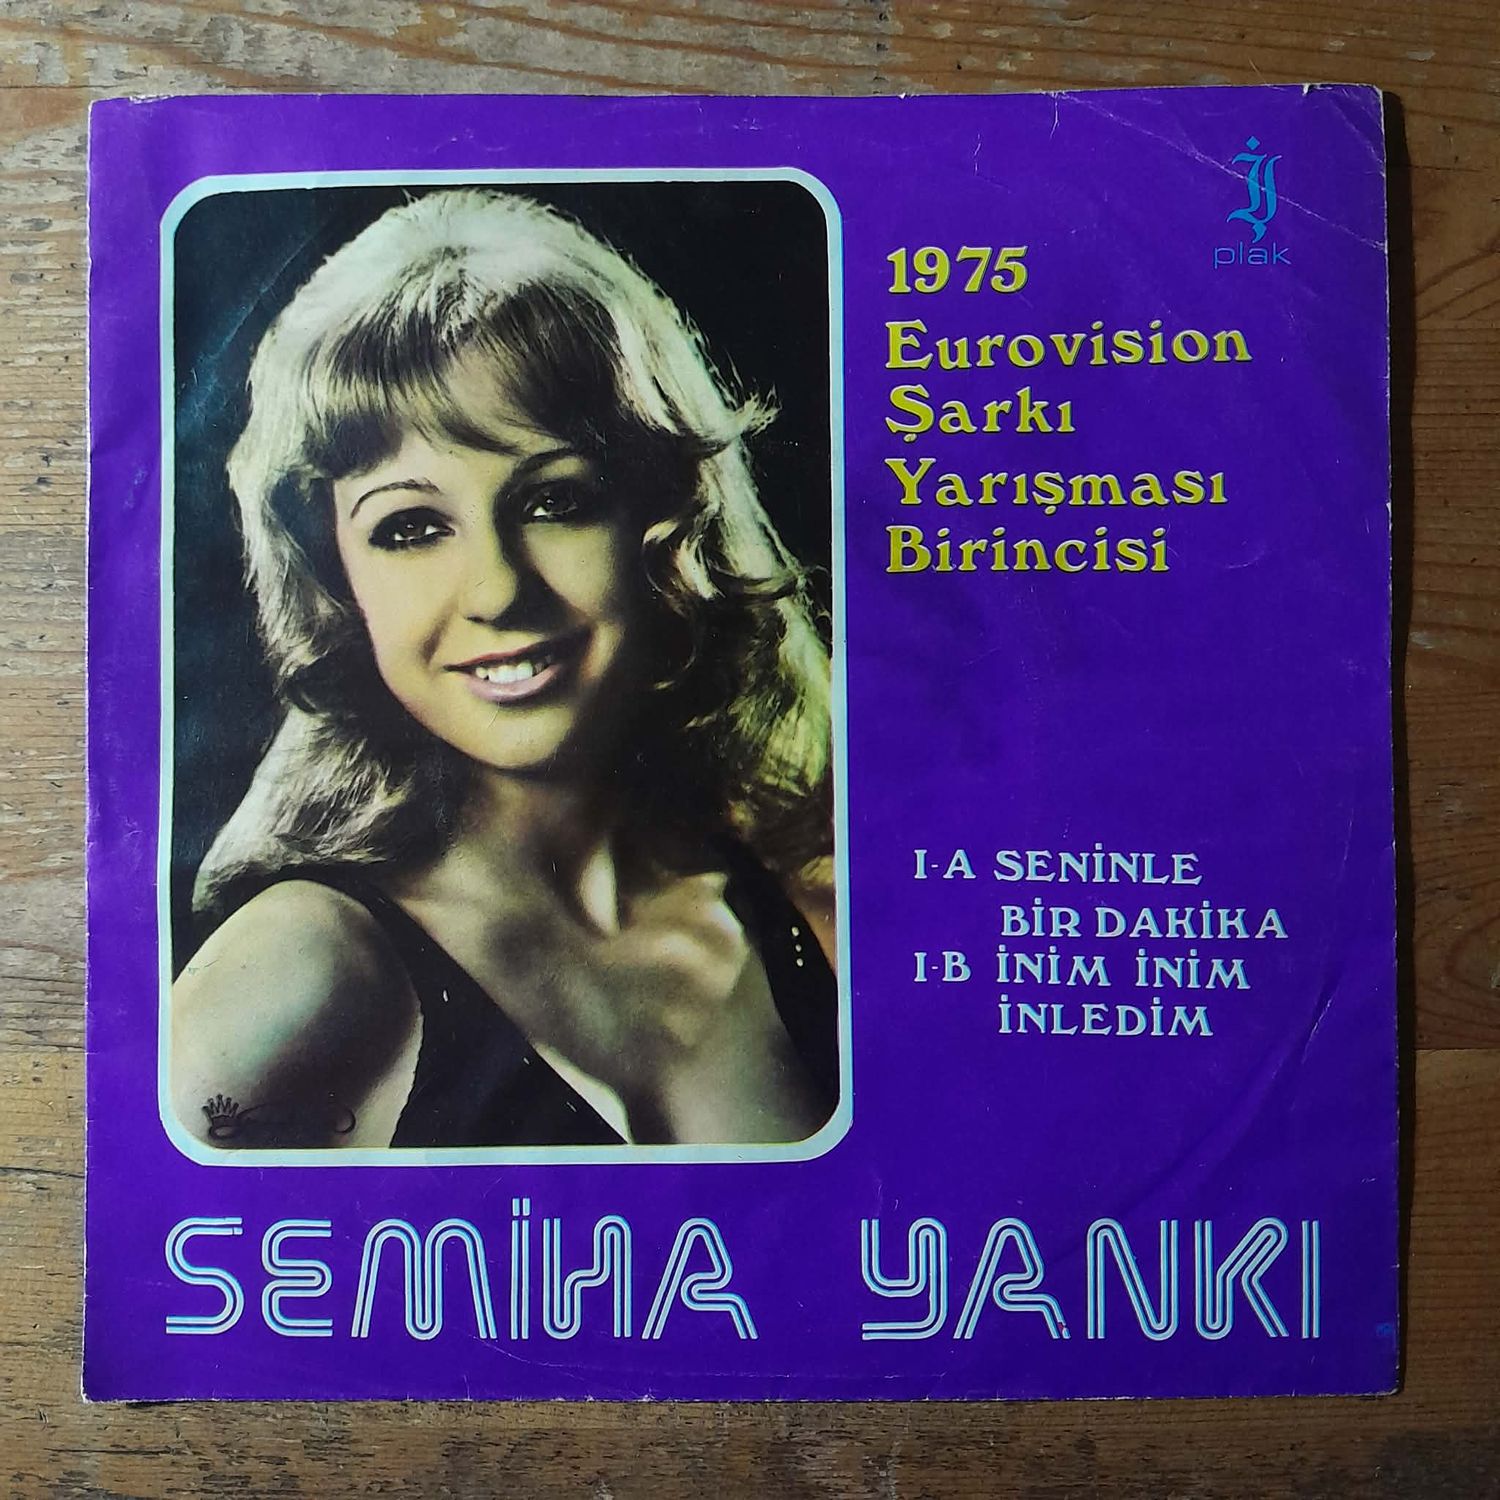 plak
1975
Eurovision
Şarkı
Yarışması
Birincisi
I-A SENİNLE
BİR DAKİKA
I-B İNİM İNİM
İNLEDİM
SEMİHA YANKI